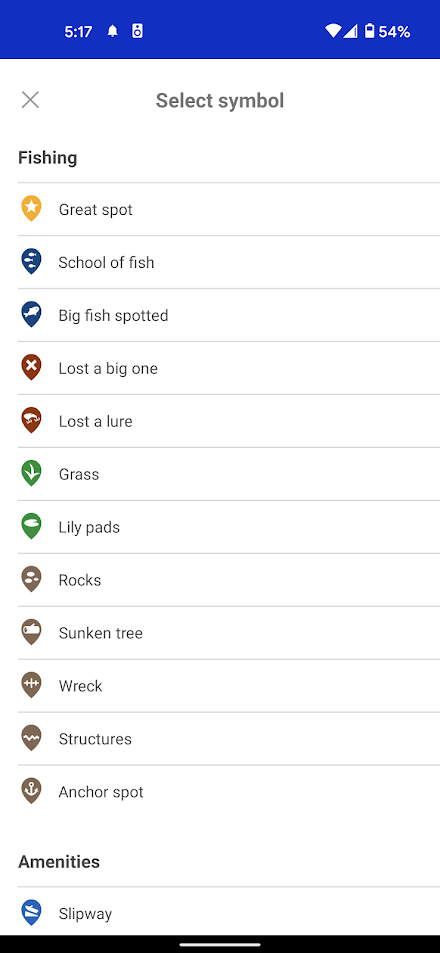 5:17
54%
Select symbol
Fishing
Great spot
School of fish
Big fish spotted
Lost a big one
Lost a lure
Grass
Lily pads
Rocks
Sunken tree
Wreck
Structures
Anchor spot
Amenities
Slipway